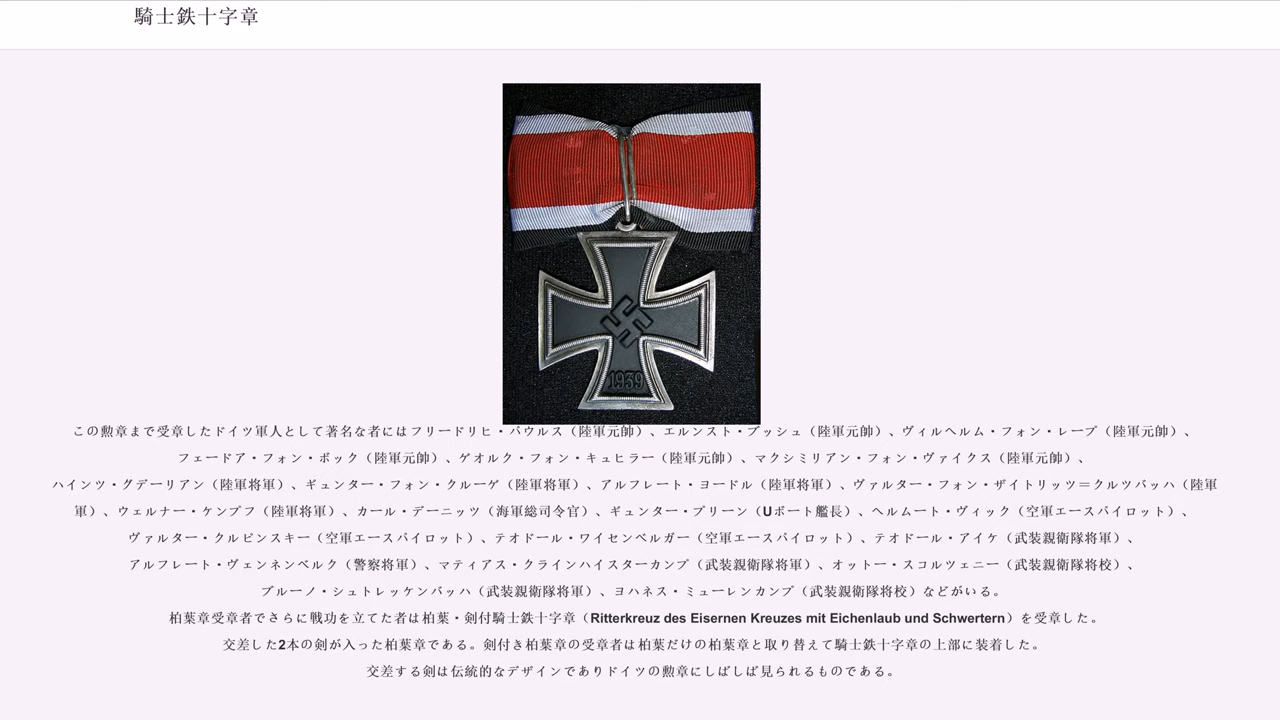 騎士鉄十字章
1939
この勲章まで受章したドイツ軍人として著名な者にはフリードリヒ・パウルス（陸軍元帥）、エルンスト・ブッシュ（陸軍元帥）、ヴィルヘルム・フォン・レープ（陸軍元帥）、
フェードア・フォン・ボック（陸軍元帥）、ゲオルク・フォン・キュヒラー（陸軍元帥）、マクシミリアン・フォン・ヴァイクス（陸軍元帥）、
ハインツ・グデーリアン（陸軍将軍）、ギュンター・フォン・クルーゲ（陸軍将軍）、アルフレート・ヨードル（陸軍将軍）、ヴァルター・フォン・ザイトリッツ＝クルツバッハ（陸軍
軍）、ウェルナー・ケンプフ（陸軍将軍）、カール・デーニッツ（海軍総司令官）、ギュンター・プリーン（Uボート艦長）、ヘルムート・ヴィック（空軍エースパイロット）、
ヴァルター・クルピンスキー（空軍エースパイロット）、テオドール・ワイセンベルガー（空軍エースパイロット）、テオドール・アイケ（武装親衛隊将軍）、
アルフレート・ヴェンネンベルク（警察将軍）、マティアス・クラインハイスターカンプ（武装親衛隊将軍）、オットー・スコルツェニー（武装親衛隊将校）、
ブルーノ・シュトレッケンバッハ（武装親衛隊将軍）、ヨハネス・ミューレンカンプ（武装親衛隊将校）などがいる。
柏葉章受章者でさらに戦功を立てた者は柏葉・剣付騎士鉄十字章（Ritterkreuz des Eisernen Kreuzes mit Eichenlaub und Schwertern）を受章した。
交差した2本の剣が入った柏葉章である。剣付き柏葉章の受章者は柏葉だけの柏葉章と取り替えて騎士鉄十字章の上部に装着した。
交差する剣は伝統的なデザインでありドイツの勲章にしばしば見られるものである。